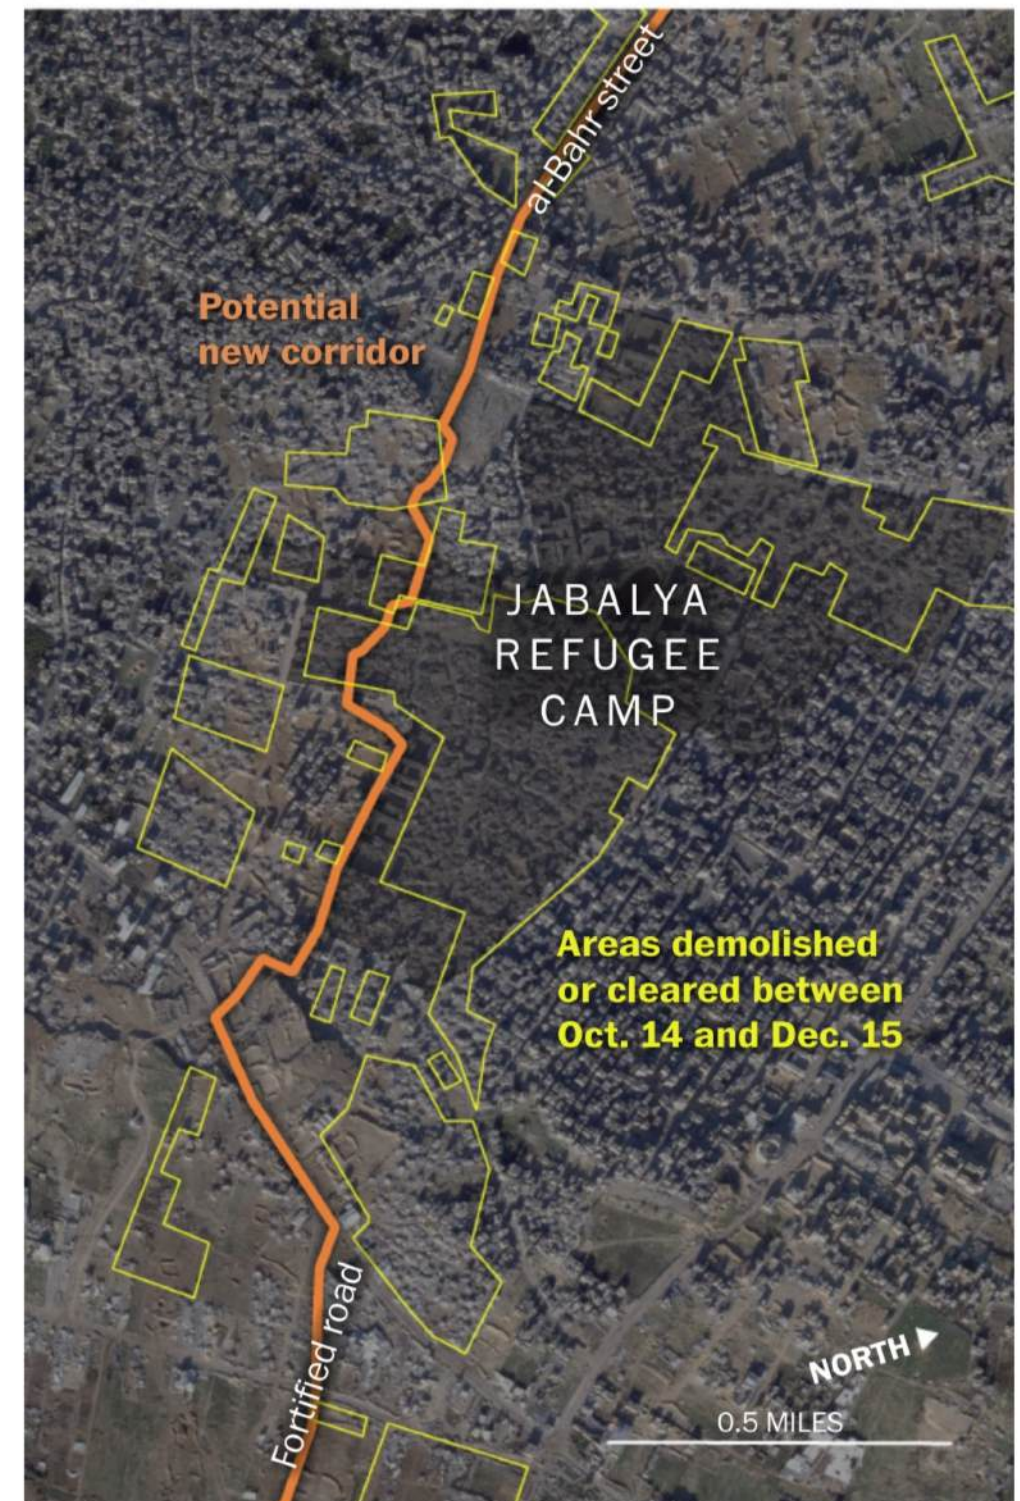 al-Bahr street
Potential
new corridor
JABALYA
REFUGEE
CAMP
Areas demolished
or cleared between
Oct. 14 and Dec. 15
Fortified road
NORTH
0.5 MILES